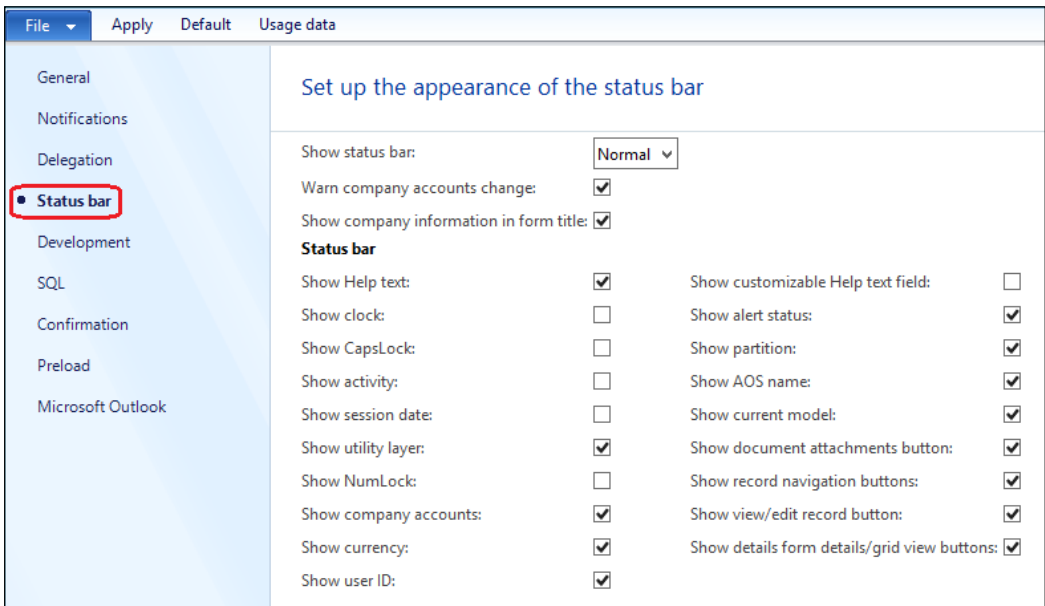 File Apply Default Usage data
General
Notifications
Delegation
Status bar
Development
SQL
Confirmation
Preload
Microsoft Outlook
Set up the appearance of the status bar
Show status bar: Normal
Warn company accounts change:
Show company information in form title:
Status bar
Show Help text:
Show clock:
Show CapsLock:
Show activity:
Show session date:
Show utility layer:
Show NumLock:
Show company accounts:
Show currency:
Show user ID:
Show customizable Help text field:
Show alert status:
Show partition:
Show AOS name:
Show current model:
Show document attachments button:
Show record navigation buttons:
Show view/edit record button:
Show details form details/grid view buttons: